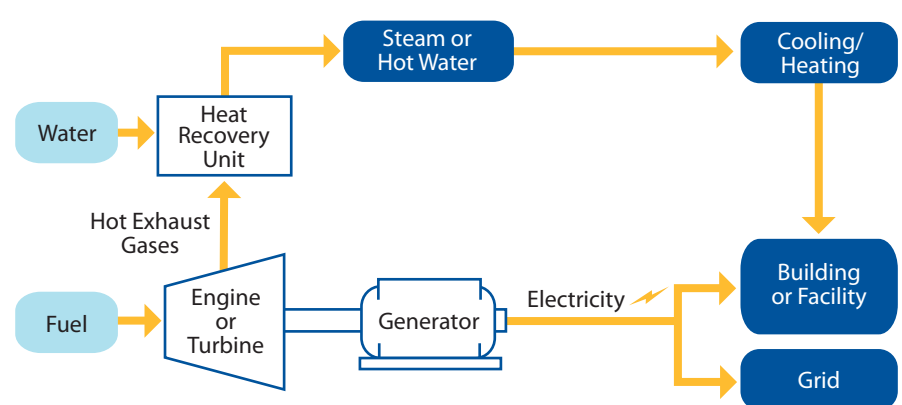 Steam or
Hot Water
Cooling/
Heating
Water
Heat
Recovery
Unit
Hot Exhaust
Gases
Building
or Facility
Fuel
Engine
or
Turbine
Generator
Electricity
Grid